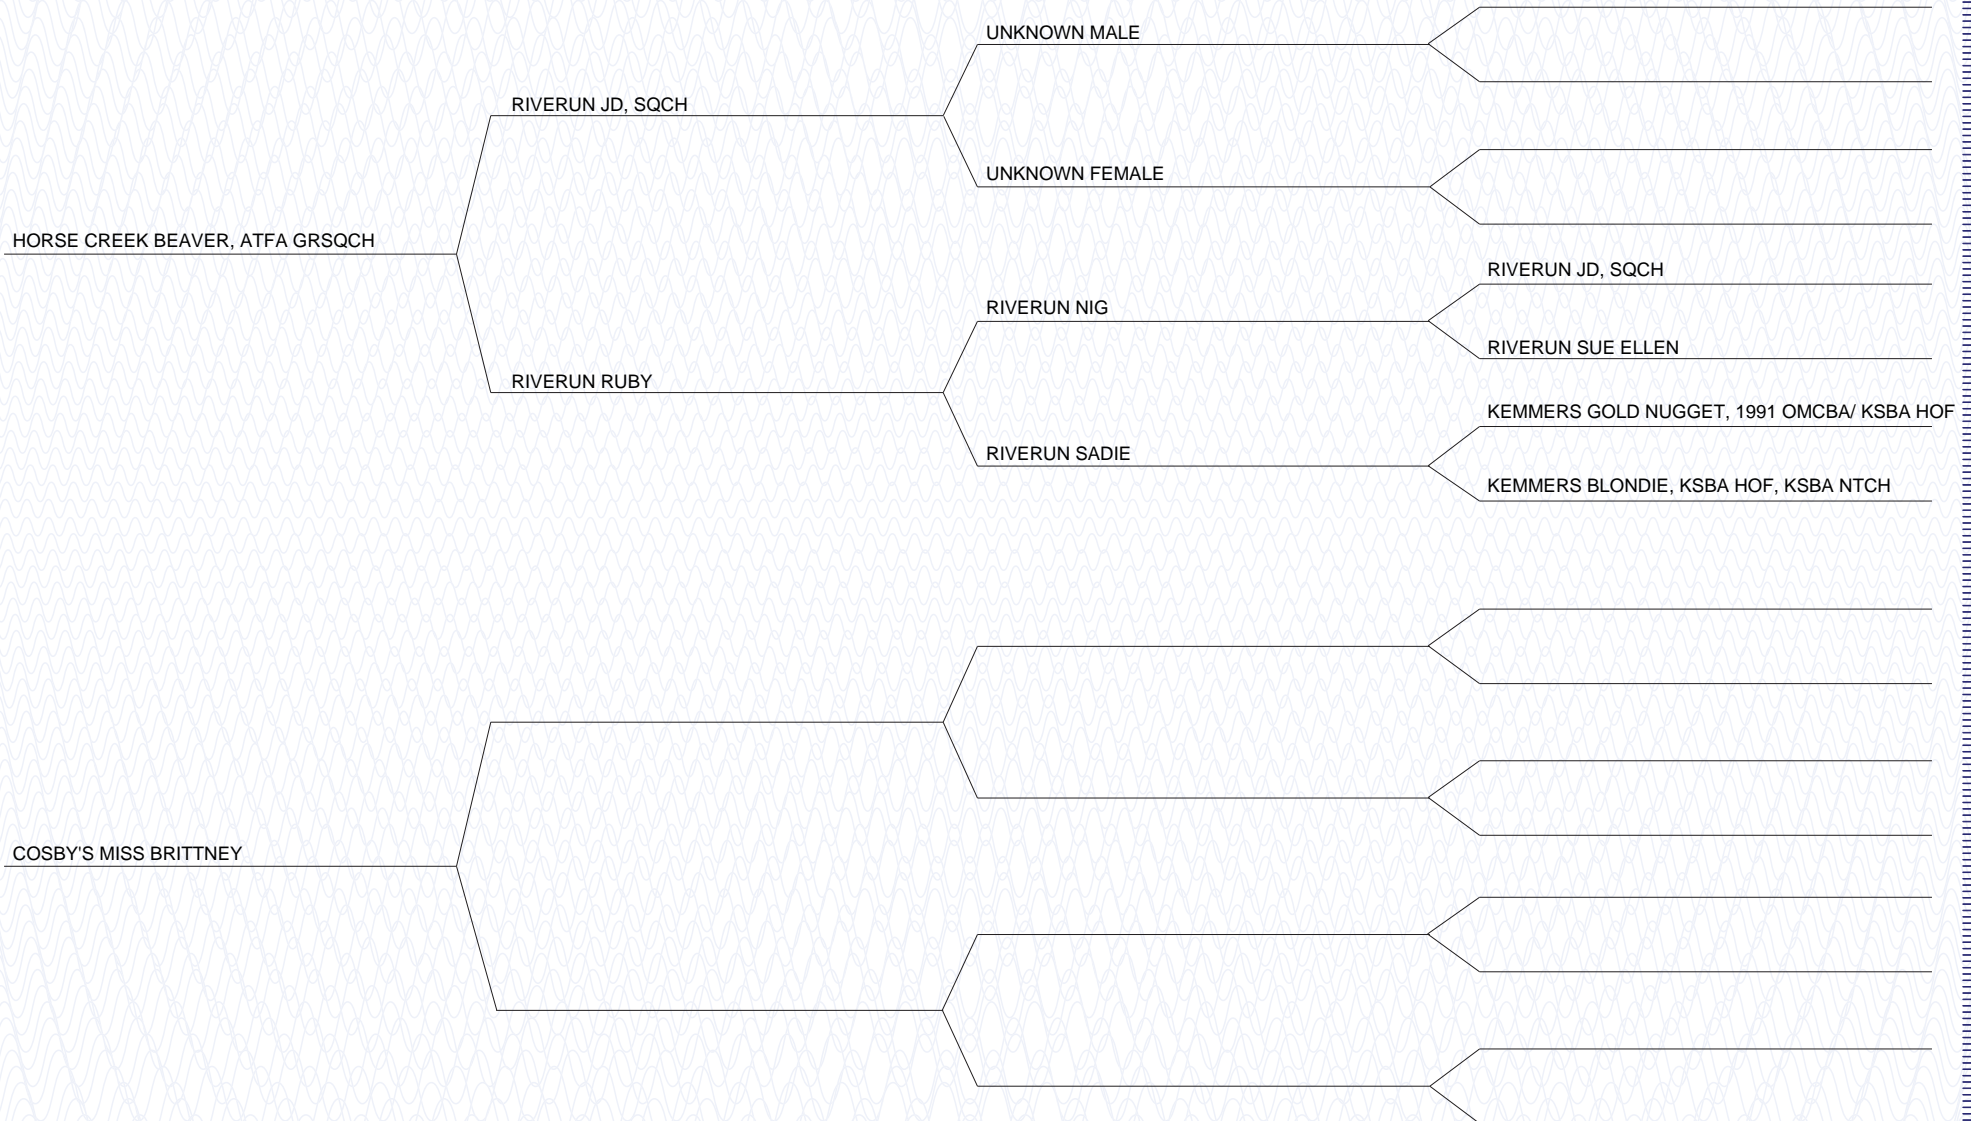 UNKNOWN MALE
RIVERUN JD, SQCH
UNKNOWN FEMALE
HORSE CREEK BEAVER, ATFA GRSQCH
RIVERUN JD, SQCH
RIVERUN NIG
RIVERUN SUE ELLEN
RIVERUN RUBY
KEMMERS GOLD NUGGET, 1991 OMCBA/ KSBA HOF
RIVERUN SADIE
KEMMERS BLONDIE, KSBA HOF, KSBA NTCH
COSBY'S MISS BRITTNEY